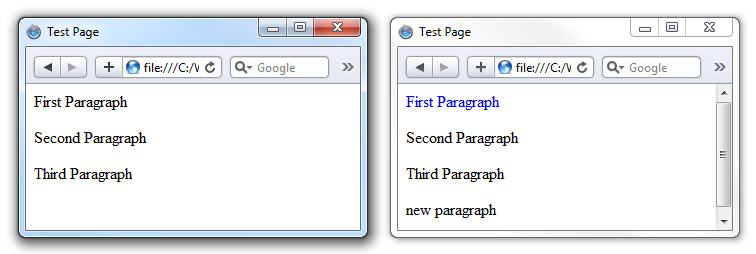 Test Page
file:///C:/V
Google
First Paragraph
Second Paragraph
Third Paragraph
Test Page
file:///C:/V
Google
First Paragraph
Second Paragraph
Third Paragraph
new paragraph